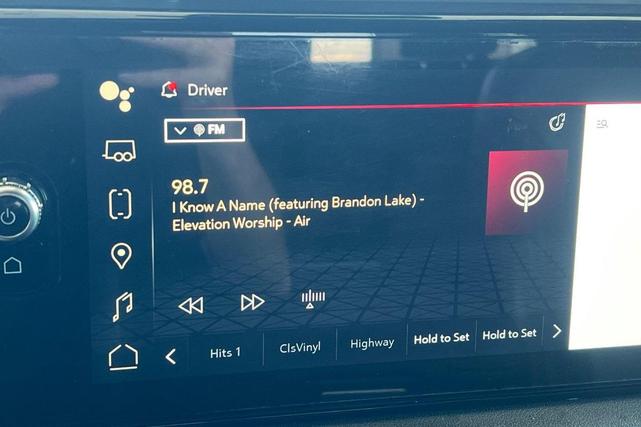 Driver
FM
98.7
I Know A Name (featuring Brandon Lake) -
Elevation Worship - Air
Hits 1
ClsVinyl
Highway
Hold to Set
Hold to Set